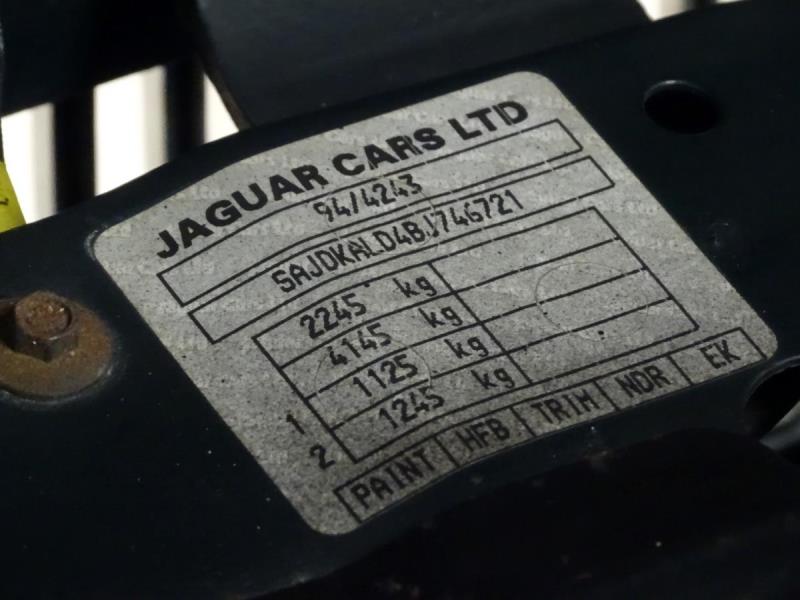 JAGUAR CARS LTD
94/4243
SAJDKALD4BJ746721
2245 kg
4145 kg
1 1125 kg
2 1245 kg
PAINT HFB TRIM NDR EK